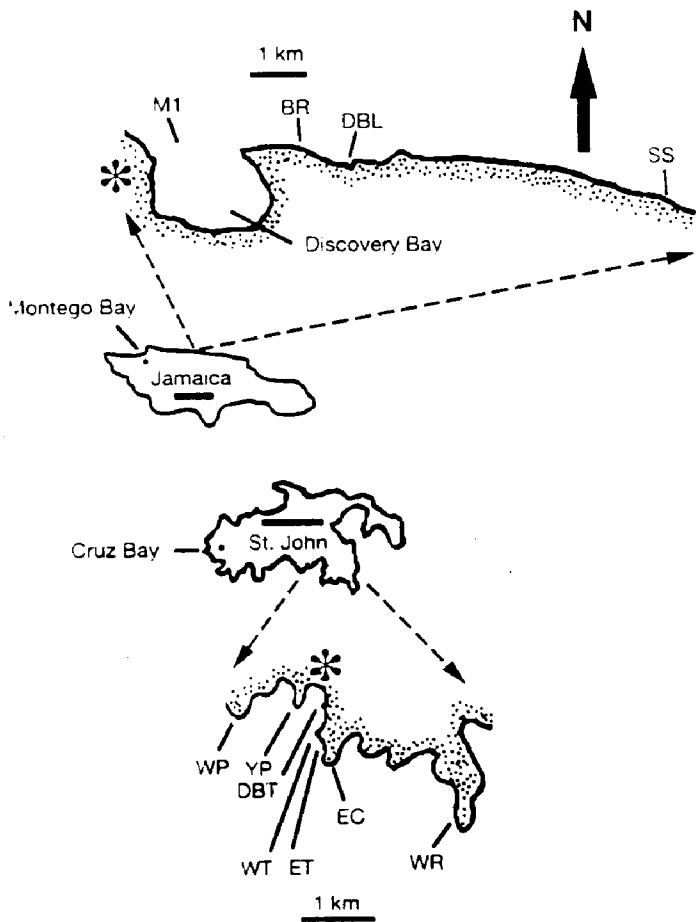 N
1 km
M1
BR
DBL
SS
Discovery Bay
Montego Bay
Jamaica
Cruz Bay
St. John
WP
YP
DBT
EC
WT
ET
WR
1 km